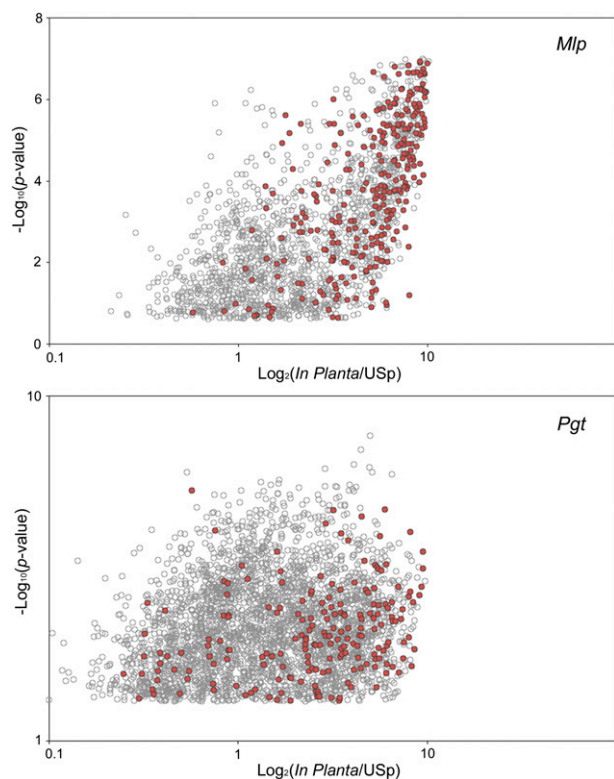 8
Mlp
6
-Log₁₀(p-value)
4
2
0
0.1 1 10
Log₂(In Planta/USp)
10
Pgt
-Log₁₀(p-value)
1
0.1 1 10
Log₂(In Planta/USp)